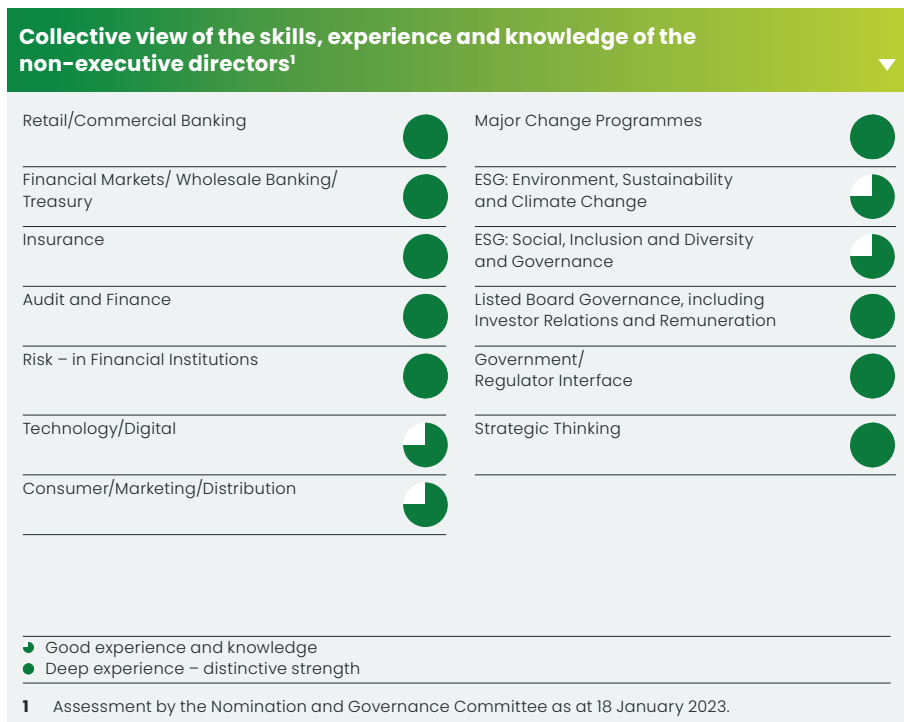 Collective view of the skills, experience and knowledge of the
non-executive directors¹
Retail/Commercial Banking
Financial Markets/ Wholesale Banking/
Treasury
Insurance
Audit and Finance
Risk – in Financial Institutions
Technology/Digital
Consumer/Marketing/Distribution
Major Change Programmes
ESG: Environment, Sustainability
and Climate Change
ESG: Social, Inclusion and Diversity
and Governance
Listed Board Governance, including
Investor Relations and Remuneration
Government/
Regulator Interface
Strategic Thinking
Good experience and knowledge
Deep experience – distinctive strength
1 Assessment by the Nomination and Governance Committee as at 18 January 2023.